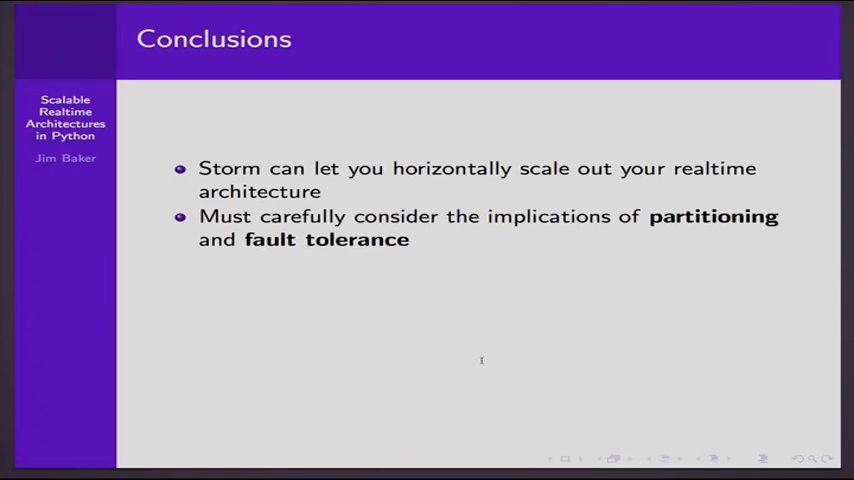 Conclusions
Scalable
Realtime
Architectures
in Python
Jim Baker
Storm can let you horizontally scale out your realtime
architecture
Must carefully consider the implications of partitioning
and fault tolerance